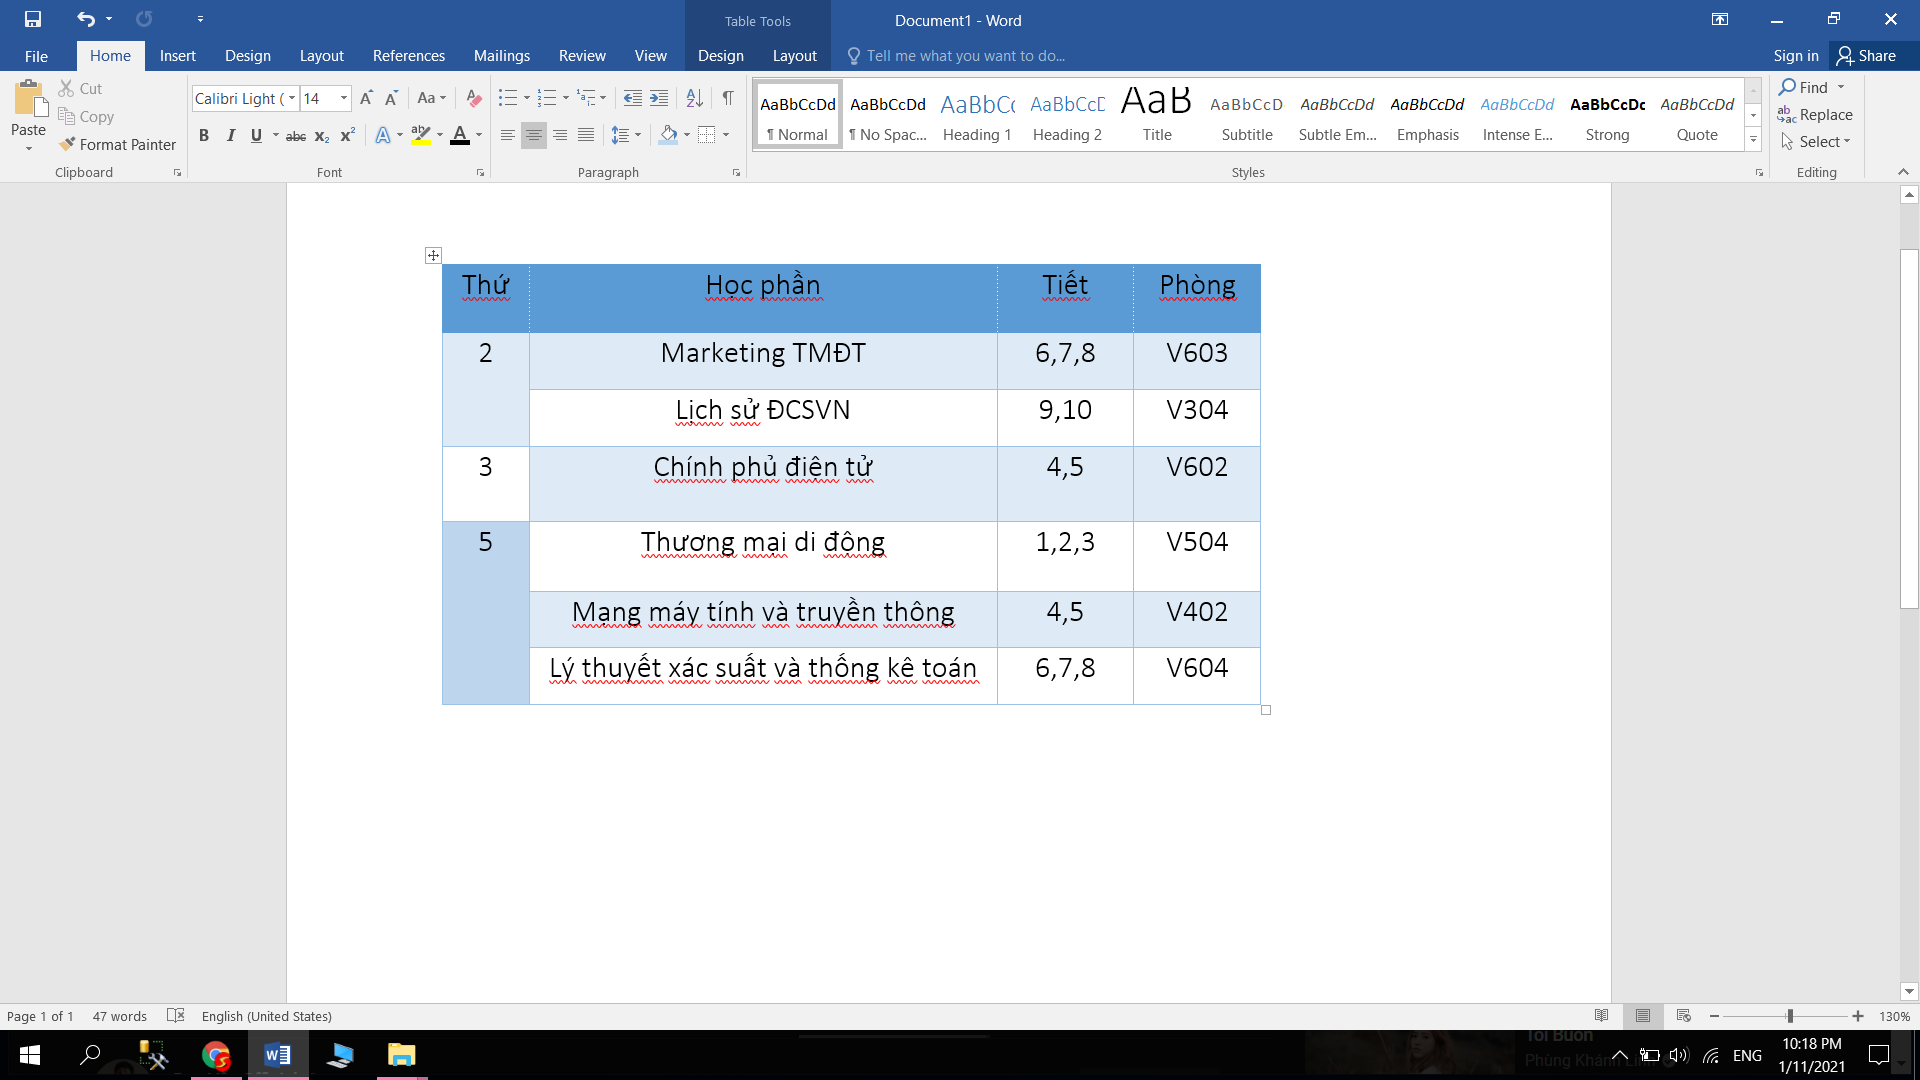 Table Tools
Document1 - Word
File Home Insert Design Layout References Mailings Review View Design Layout Tell me what you want to do... Sign in Share
Paste
Cut
Copy
Format Painter
Clipboard
Calibri Light ( 14
Aa
B I U abc X₂ X² A ab A
Font
Paragraph
AaBbCcDd AaBbCcDd AaBbCc AaBbCcD AaB AaBbCcD AaBbCcDd AaBbCcDd AaBbCcDd AaBbCcDc AaBbCcDd
¶ Normal ¶ No Spac... Heading 1 Heading 2 Title Subtitle Subtle Em... Emphasis Intense E... Strong Quote
Styles
Find
Replace
Select
Editing
Thứ Học phần Tiết Phòng
2 Marketing TMĐT 6,7,8 V603
Lịch sử ĐCSVN 9,10 V304
3 Chính phủ điện tử 4,5 V602
5 Thương mại di động 1,2,3 V504
Mạng máy tính và truyền thông 4,5 V402
Lý thuyết xác suất và thống kê toán 6,7,8 V604
Page 1 of 1 47 words English (United States) 130%
ENG
10:18 PM
1/11/2021